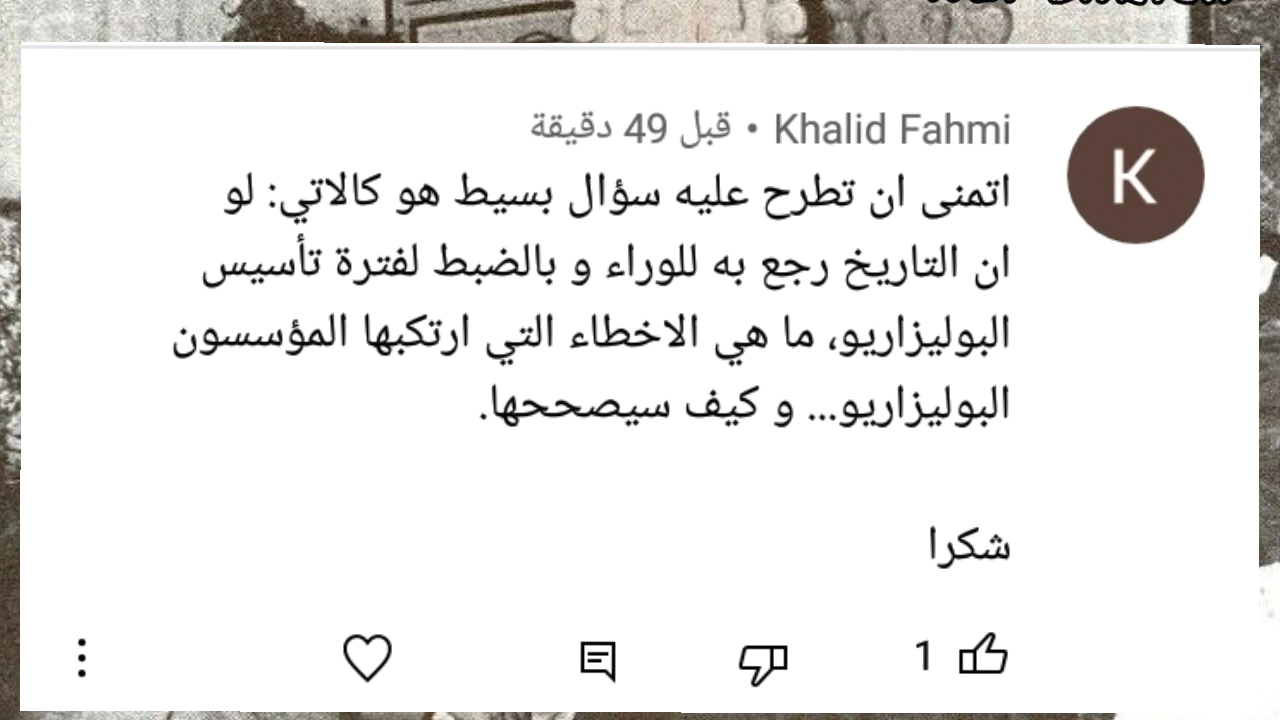 Khalid Fahmi • قبل 49 دقيقة
K
اتمنى ان تطرح عليه سؤال بسيط هو كالاتي: لو
ان التاريخ رجع به للوراء و بالضبط لفترة تأسيس
البوليزاريو، ما هي الاخطاء التي ارتكبها المؤسسون
البوليزاريو... و كيف سيصححها.
شكرا
1